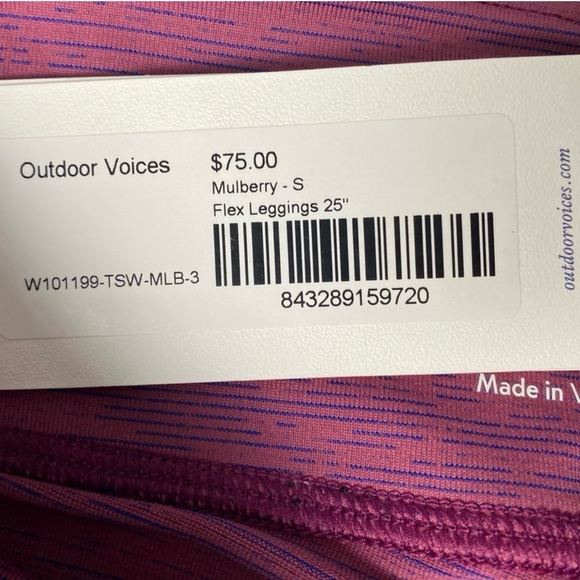 Outdoor Voices
$75.00
Mulberry - S
Flex Leggings 25"
W101199-TSW-MLB-3
843289159720
outdoorvoices.com
Made in